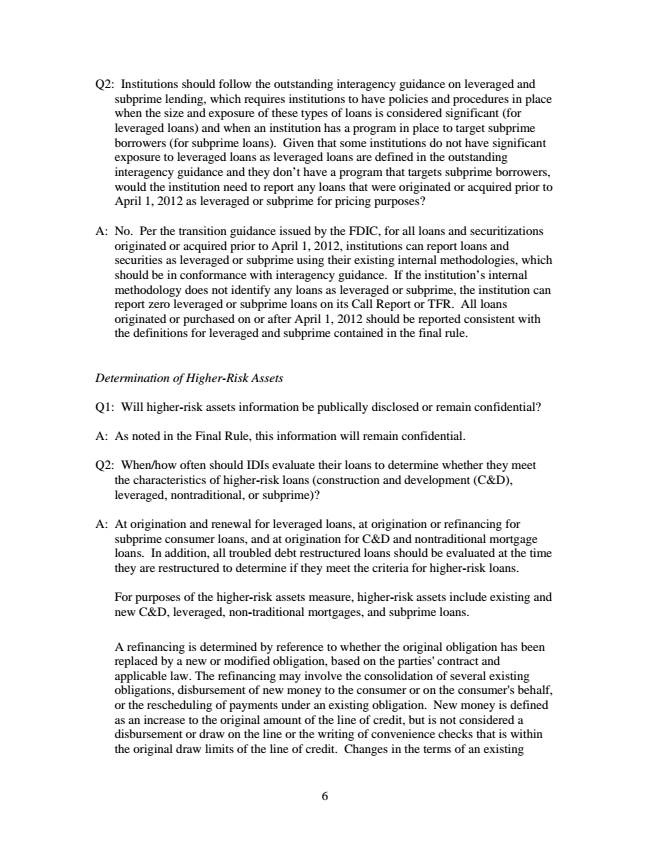 Q2: Institutions should follow the outstanding interagency guidance on leveraged and
subprime lending, which requires institutions to have policies and procedures in place
when the size and exposure of these types of loans is considered significant (for
leveraged loans) and when an institution has a program in place to target subprime
borrowers (for subprime loans). Given that some institutions do not have significant
exposure to leveraged loans as leveraged loans are defined in the outstanding
interagency guidance and they don't have a program that targets subprime borrowers,
would the institution need to report any loans that were originated or acquired prior to
April 1, 2012 as leveraged or subprime for pricing purposes?
A: No. Per the transition guidance issued by the FDIC, for all loans and securitizations
originated or acquired prior to April 1, 2012, institutions can report loans and
securities as leveraged or subprime using their existing internal methodologies, which
should be in conformance with interagency guidance. If the institution's internal
methodology does not identify any loans as leveraged or subprime, the institution can
report zero leveraged or subprime loans on its Call Report or TFR. All loans
originated or purchased on or after April 1, 2012 should be reported consistent with
the definitions for leveraged and subprime contained in the final rule.
Determination of Higher-Risk Assets
Q1: Will higher-risk assets information be publically disclosed or remain confidential?
A: As noted in the Final Rule, this information will remain confidential.
Q2: When/how often should IDIs evaluate their loans to determine whether they meet
the characteristics of higher-risk loans (construction and development (C&D),
leveraged, nontraditional, or subprime)?
A: At origination and renewal for leveraged loans, at origination or refinancing for
subprime consumer loans, and at origination for C&D and nontraditional mortgage
loans. In addition, all troubled debt restructured loans should be evaluated at the time
they are restructured to determine if they meet the criteria for higher-risk loans.
For purposes of the higher-risk assets measure, higher-risk assets include existing and
new C&D, leveraged, non-traditional mortgages, and subprime loans.
A refinancing is determined by reference to whether the original obligation has been
replaced by a new or modified obligation, based on the parties' contract and
applicable law. The refinancing may involve the consolidation of several existing
obligations, disbursement of new money to the consumer or on the consumer's behalf,
or the rescheduling of payments under an existing obligation. New money is defined
as an increase to the original amount of the line of credit, but is not considered a
disbursement or draw on the line or the writing of convenience checks that is within
the original draw limits of the line of credit. Changes in the terms of an existing
6